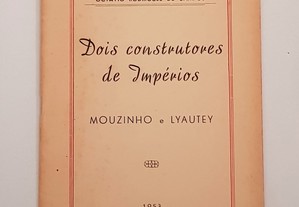 Dois construtores
de Impérios
MOUZINHO e LYAUTEY
1953